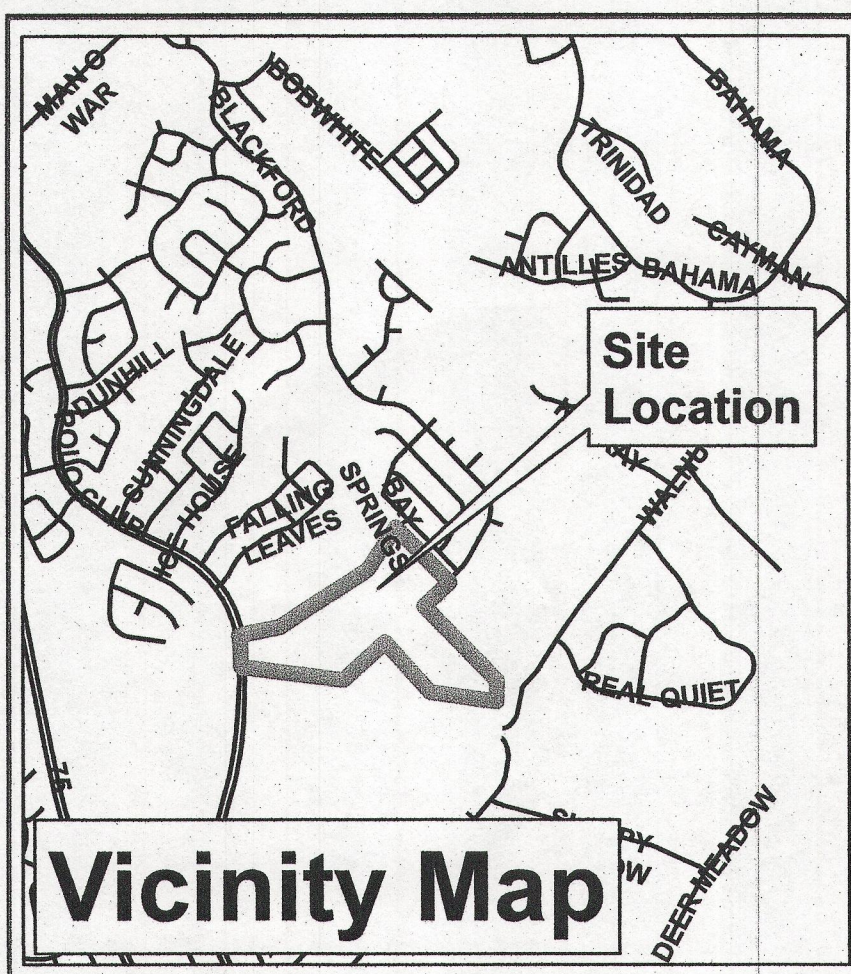 MAN O
WAR
BOBWHITE
BLACKFORD
BAHAMA
TRINIDAD
CAYMAN
ANTILLES
BAHAMA
Site
Location
DUNHILL
SUNNINGDALE
CLUB
ICE HOUSE
FALLING
LEAVES
SPRINGS
BAY
REAL QUIET
75
DEER MEADOW
Vicinity Map